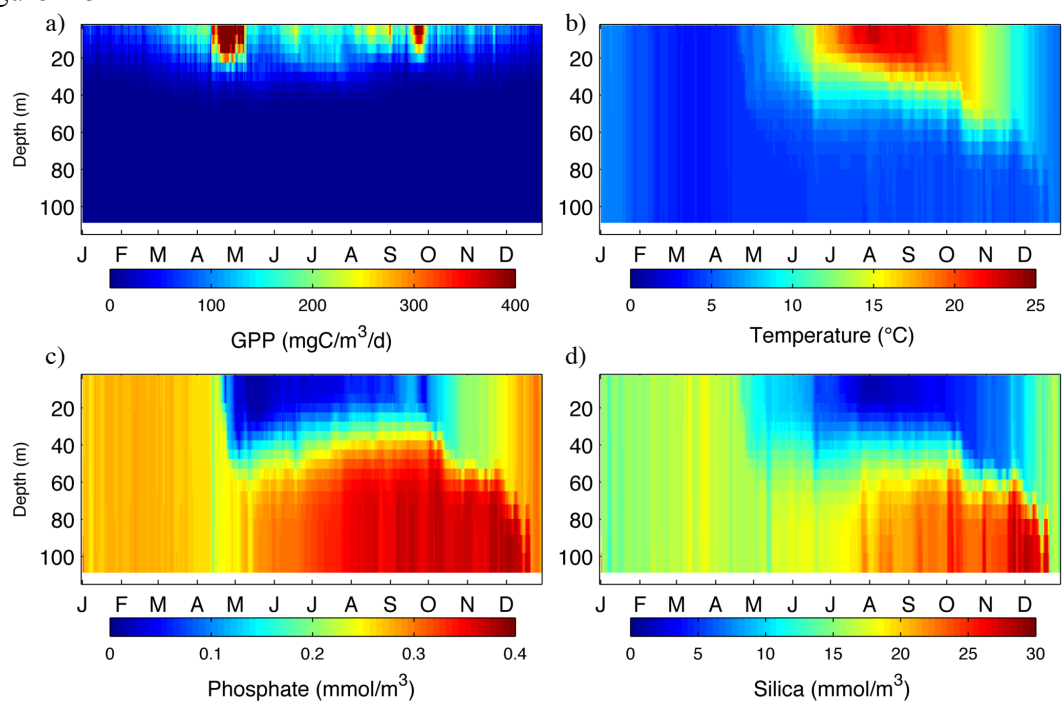 a)
b)
Depth (m)
20
40
60
80
100
J F M A M J J A S O N D
0 100 200 300 400
GPP (mgC/m³/d)
20
40
60
80
100
J F M A M J J A S O N D
0 5 10 15 20 25
Temperature (°C)
c)
d)
Depth (m)
20
40
60
80
100
J F M A M J J A S O N D
0 0.1 0.2 0.3 0.4
Phosphate (mmol/m³)
20
40
60
80
100
J F M A M J J A S O N D
0 5 10 15 20 25 30
Silica (mmol/m³)